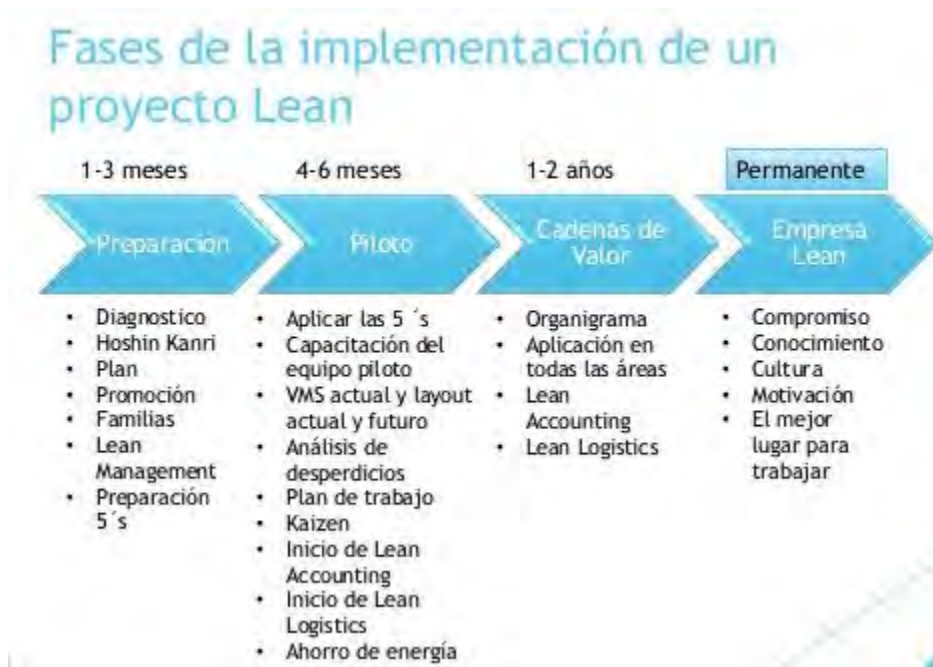 Fases de la implementación de un
proyecto Lean
1-3 meses
4-6 meses
1-2 años
Permanente
Preparación
Piloto
Cadenas de
Valor
Empresa
Lean
• Diagnostico
• Hoshin Kanri
• Plan
• Promoción
• Familias
• Lean
Management
• Preparación
5´s
• Aplicar las 5 ´s
• Capacitación del
equipo piloto
• VMS actual y layout
actual y futuro
• Análisis de
desperdicios
• Plan de trabajo
• Kaizen
• Inicio de Lean
Accounting
• Inicio de Lean
Logistics
• Ahorro de energía
• Organigrama
• Aplicación en
todas las áreas
• Lean
Accounting
• Lean Logistics
• Compromiso
• Conocimiento
• Cultura
• Motivación
• El mejor
lugar para
trabajar